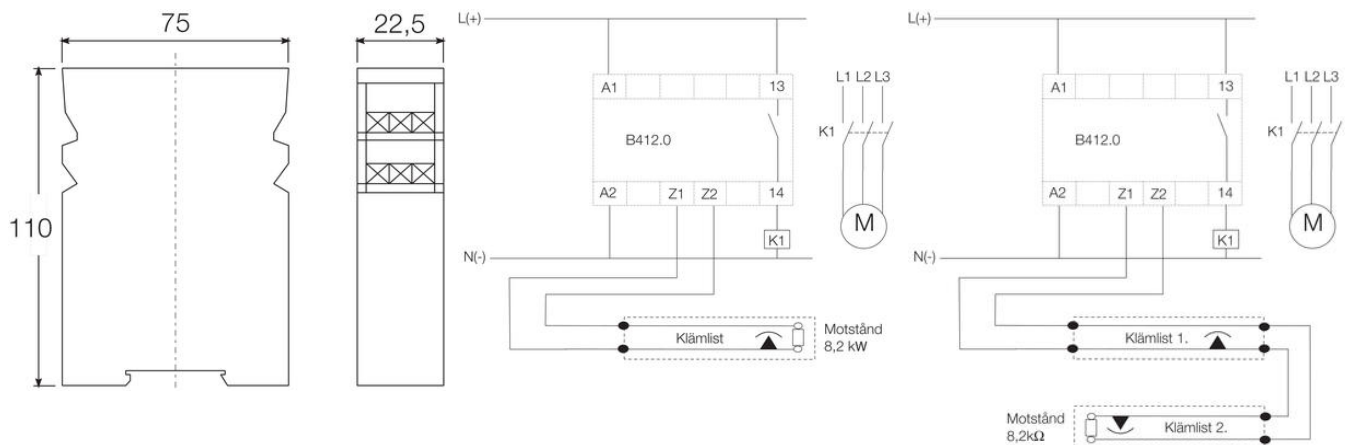 75
22,5
110
L(+)
A1
13
B412.0
A2
Z1
Z2
14
K1
N(-)
L1 L2 L3
K1
M
Klämlist
Motstånd
8,2 kW
L(+)
A1
13
B412.0
A2
Z1
Z2
14
K1
N(-)
L1 L2 L3
K1
M
Klämlist 1.
Motstånd
8,2kΩ
Klämlist 2.